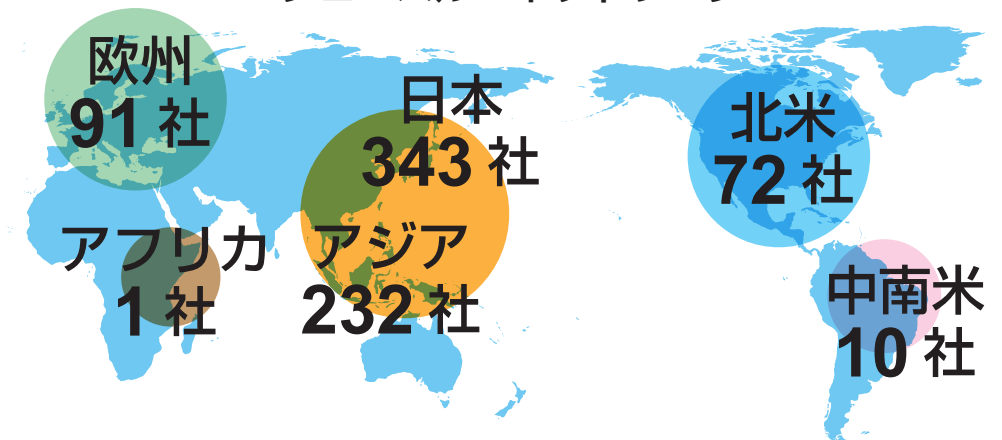 欧州
91 社
日本
343 社
アジア
232 社
アフリカ
1 社
北米
72 社
中南米
10 社